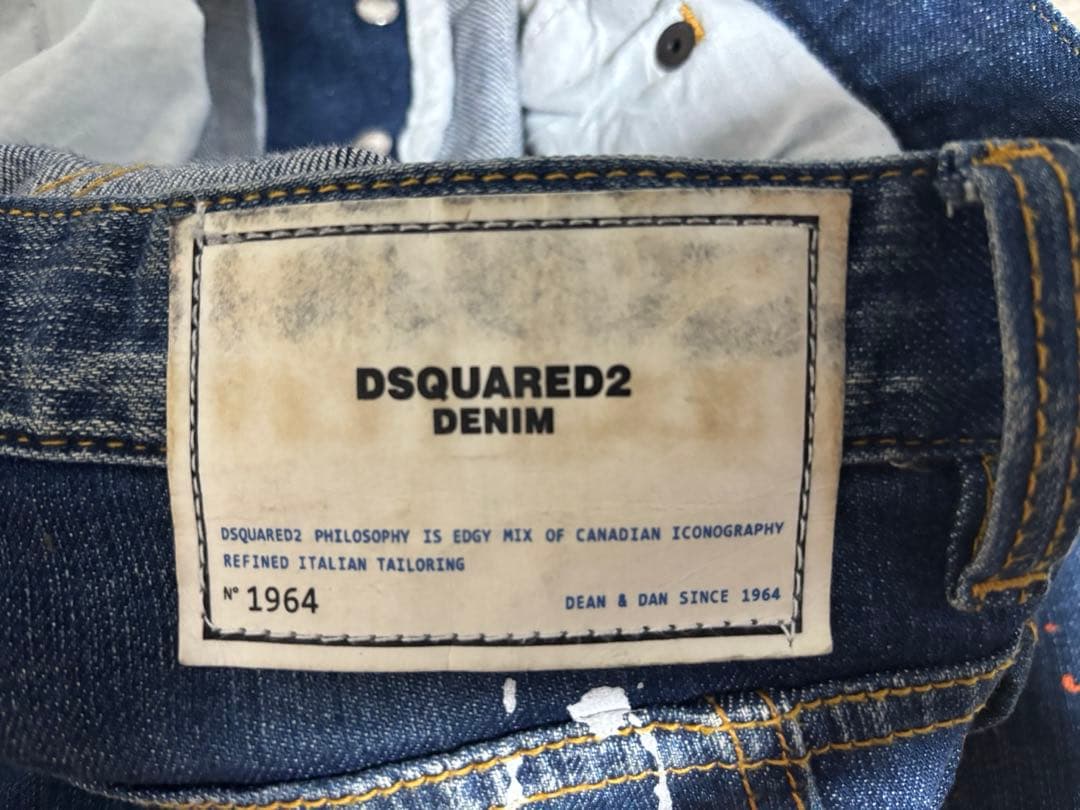 DSQUARED2
DENIM
DSQUARED2 PHILOSOPHY IS EDGY MIX OF CANADIAN ICONOGRAPHY
REFINED ITALIAN TAILORING
N° 1964
DEAN & DAN SINCE 1964